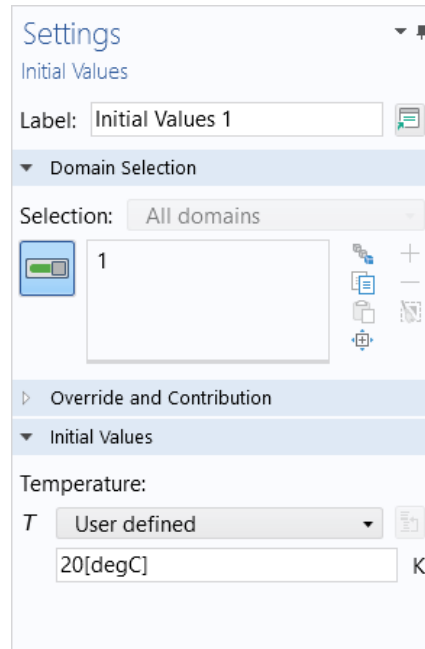 Settings
Initial Values
Label: Initial Values 1
Domain Selection
Selection: All domains
1
Override and Contribution
Initial Values
Temperature:
T User defined
20[degC] K